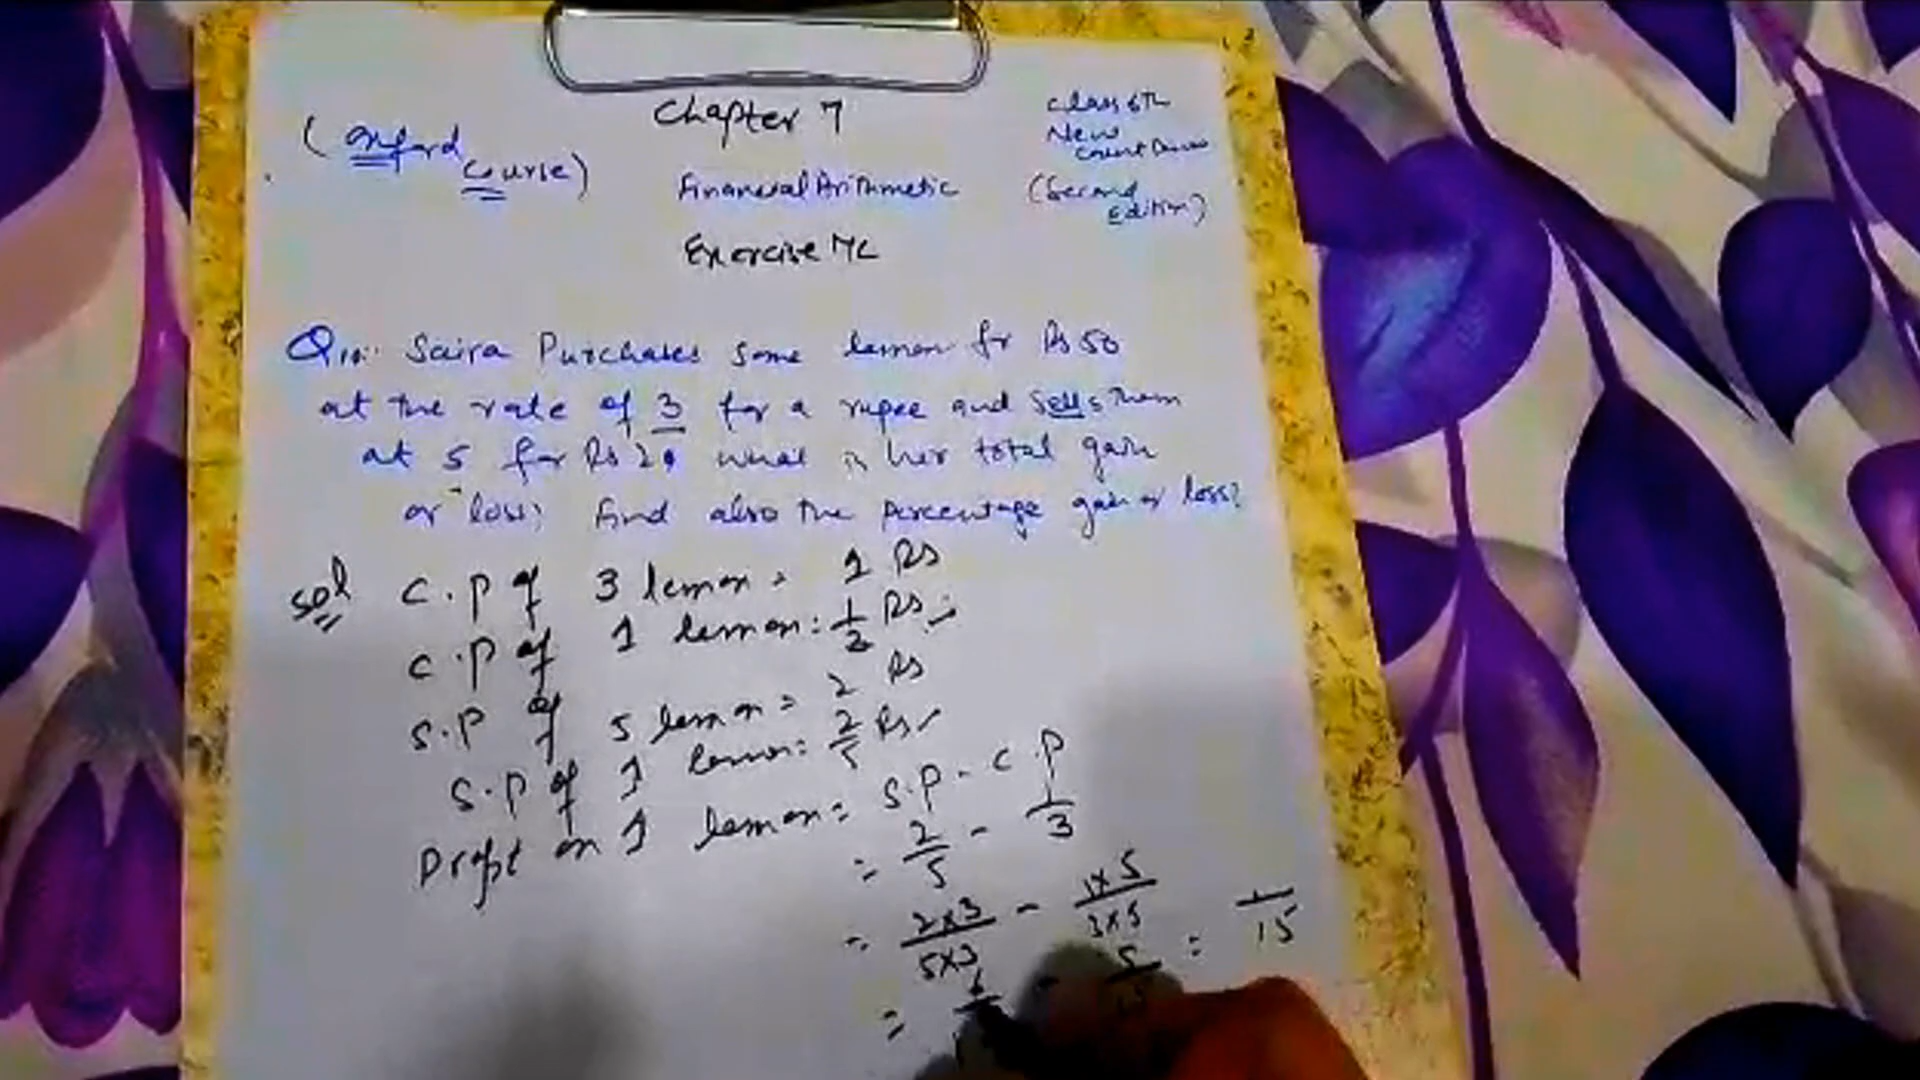 Chapter 7
(Oxford Course)
Class 6th
New Countdown
(Second Edition)
Financial Arithmetic
Exercise 7C
Q10: Saira Purchases Some lemon for Rs 50
at the rate of 3 for a rupee and sells them
at 5 for Rs 2. what is her total gain
or loss? find also the percentage gain or loss?
Sol
C.P of 3 lemon = 1 Rs
C.P of 1 lemon = 1/3 Rs
S.P of 5 lemon = 2 Rs
S.P of 1 lemon = 2/5 Rs
Profit on 1 lemon = S.P - C.P
= 2/5 - 1/3
= 2x3/5x3 - 1x5/3x5
= 6/ - 5/15 = 1/15